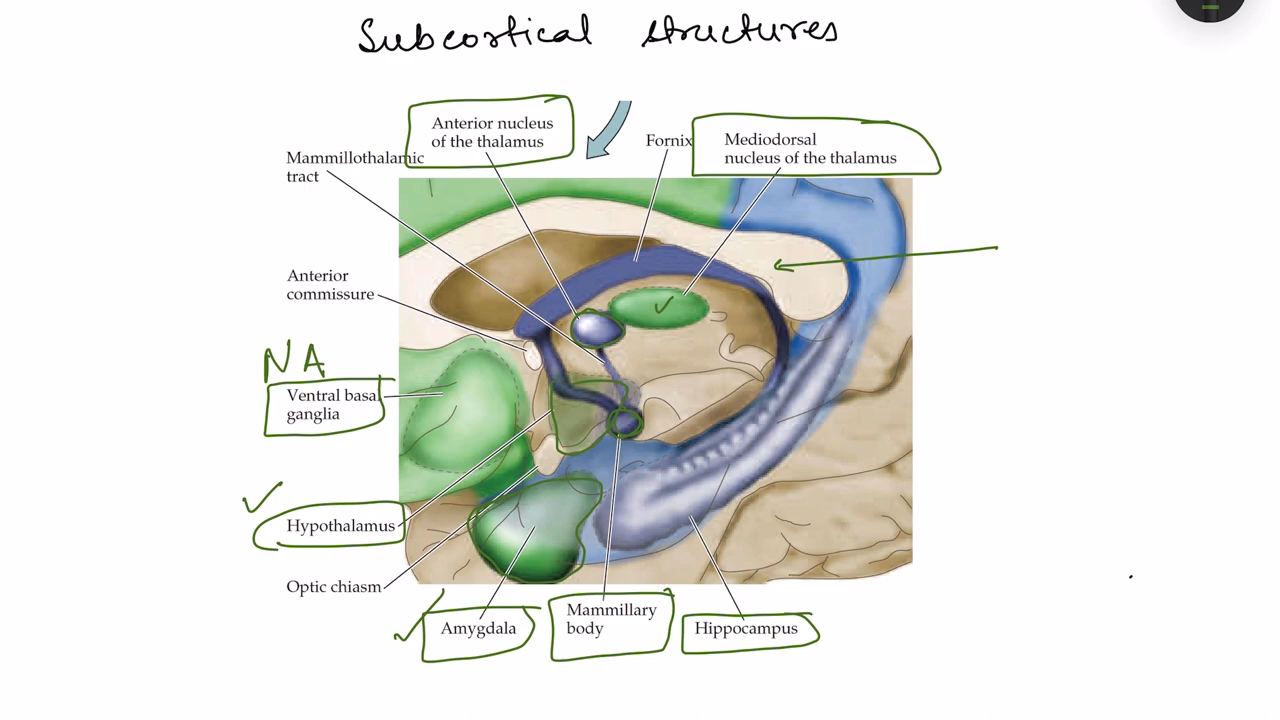 Subcortical structures
Anterior nucleus
of the thalamus
Fornix
Mediodorsal
nucleus of the thalamus
Mammillothalamic
tract
Anterior
commissure
NA
Ventral basal
ganglia
Hypothalamus
Optic chiasm
Amygdala
Mammillary
body
Hippocampus